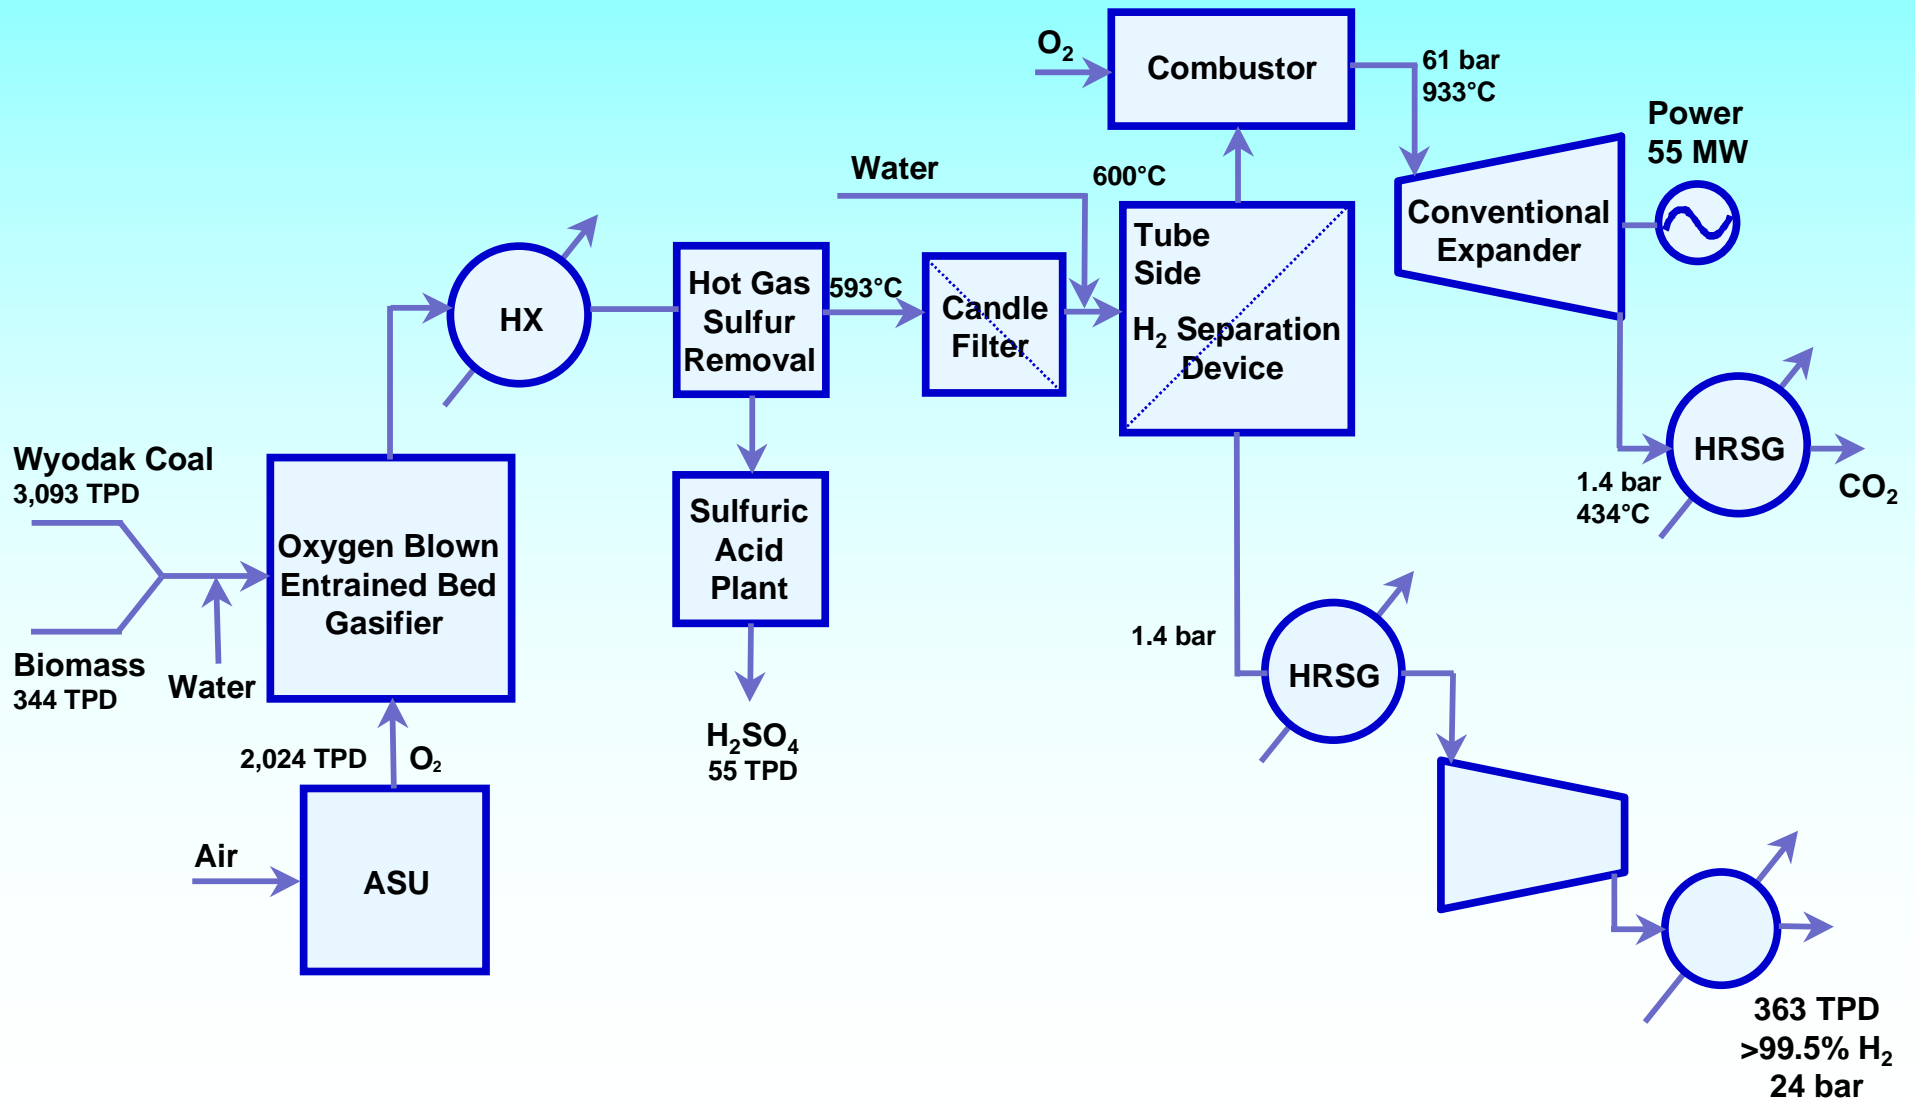 O₂
Combustor
61 bar
933°C
Power
55 MW
Water
600°C
Conventional
Expander
Tube
Side
H₂ Separation
Device
HX
Hot Gas
Sulfur
Removal
593°C
Candle
Filter
HRSG
1.4 bar
434°C
CO₂
Wyodak Coal
3,093 TPD
Oxygen Blown
Entrained Bed
Gasifier
Sulfuric
Acid
Plant
Biomass
344 TPD
Water
1.4 bar
HRSG
2,024 TPD
O₂
H₂SO₄
55 TPD
Air
ASU
363 TPD
>99.5% H₂
24 bar